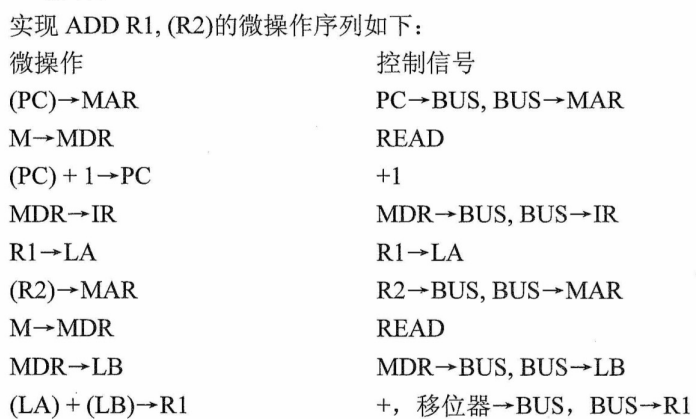 实现 ADD R1, (R2)的微操作序列如下：
微操作 控制信号
(PC)→MAR PC→BUS, BUS→MAR
M→MDR READ
(PC) + 1→PC +1
MDR→IR MDR→BUS, BUS→IR
R1→LA R1→LA
(R2)→MAR R2→BUS, BUS→MAR
M→MDR READ
MDR→LB MDR→BUS, BUS→LB
(LA) + (LB)→R1 +，移位器→BUS，BUS→R1